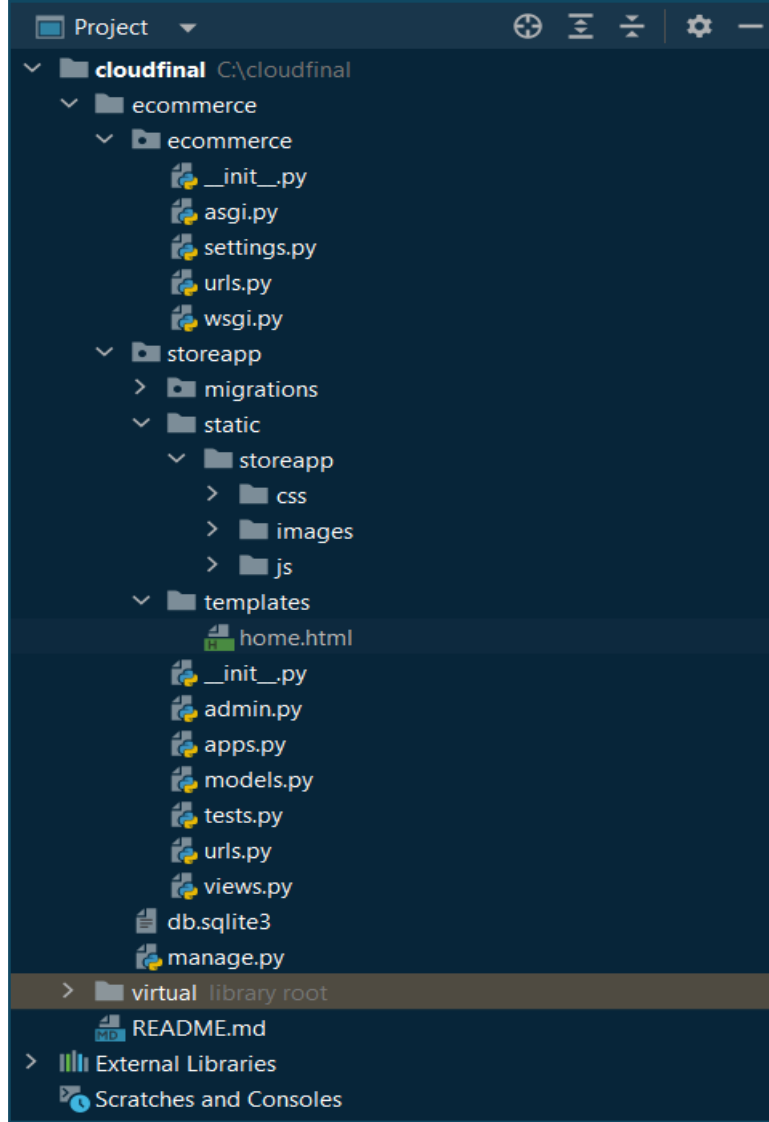 Project
cloudfinal C:\cloudfinal
ecommerce
ecommerce
__init__.py
asgi.py
settings.py
urls.py
wsgi.py
storeapp
migrations
static
storeapp
css
images
js
templates
H home.html
__init__.py
admin.py
apps.py
models.py
tests.py
urls.py
views.py
db.sqlite3
manage.py
virtual library root
MD README.md
External Libraries
Scratches and Consoles